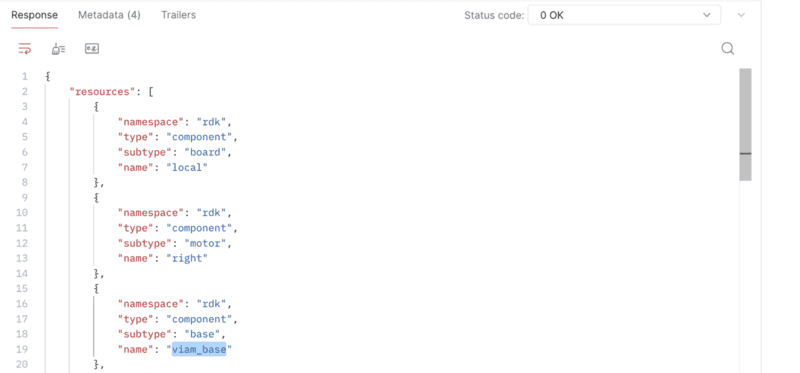 Response Metadata (4) Trailers Status code: 0 OK
e.g.
1 {
2 "resources": [
3 {
4 "namespace": "rdk",
5 "type": "component",
6 "subtype": "board",
7 "name": "local"
8 },
9 {
10 "namespace": "rdk",
11 "type": "component",
12 "subtype": "motor",
13 "name": "right"
14 },
15 {
16 "namespace": "rdk",
17 "type": "component",
18 "subtype": "base",
19 "name": "viam_base"
20 },